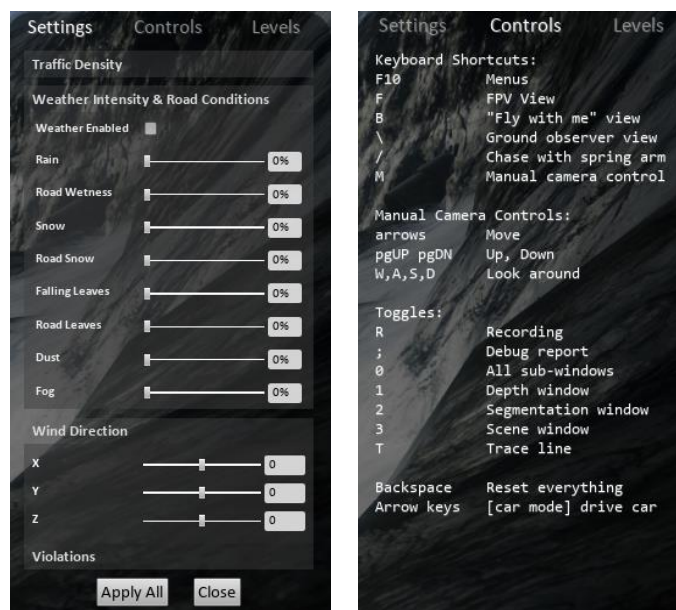 Settings Controls Levels
Traffic Density
Weather Intensity & Road Conditions
Weather Enabled
Rain 0%
Road Wetness 0%
Snow 0%
Road Snow 0%
Falling Leaves 0%
Road Leaves 0%
Dust 0%
Fog 0%
Wind Direction
X 0
Y 0
Z 0
Violations
Apply All Close
Settings Controls Levels
Keyboard Shortcuts:
F10 Menus
F FPV View
B "Fly with me" view
\ Ground observer view
/ Chase with spring arm
M Manual camera control
Manual Camera Controls:
arrows Move
pgUP pgDN Up, Down
W,A,S,D Look around
Toggles:
R Recording
; Debug report
0 All sub-windows
1 Depth window
2 Segmentation window
3 Scene window
T Trace line
Backspace Reset everything
Arrow keys [car mode] drive car